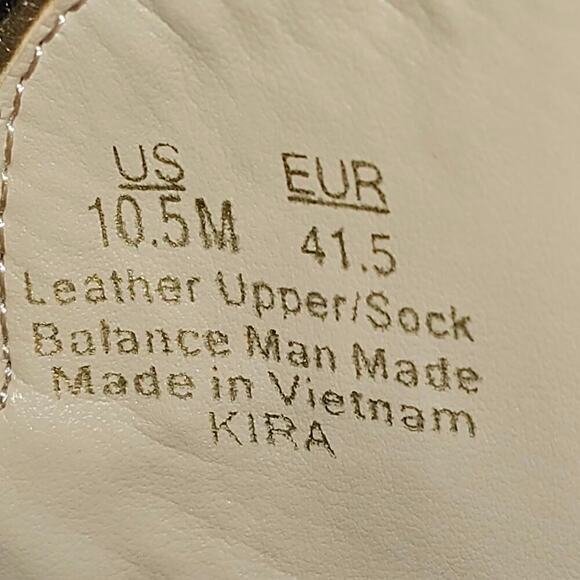 US EUR
10.5M 41.5
Leather Upper/Sock
Balance Man Made
Made in Vietnam
KIRA